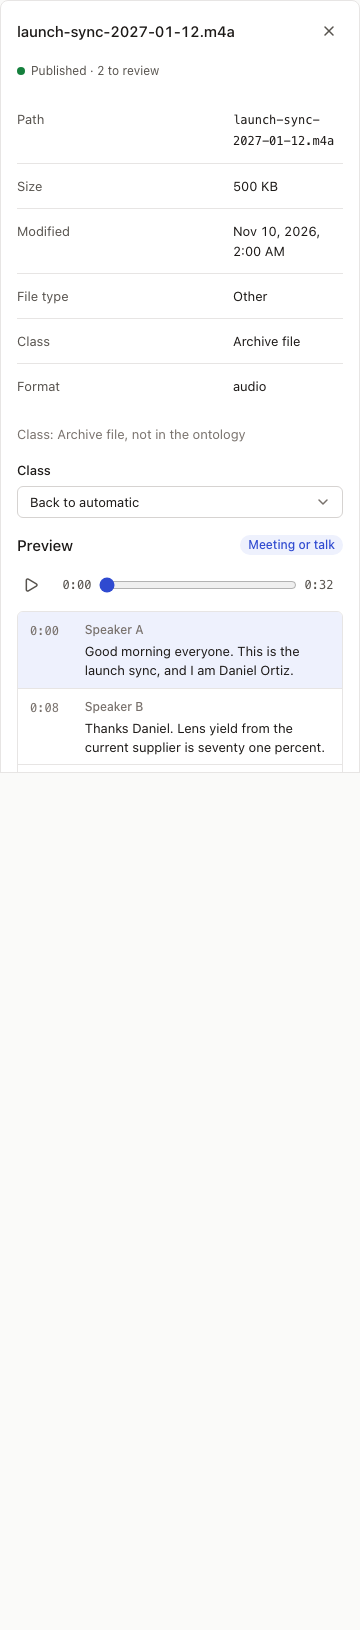 launch-sync-2027-01-12.m4a
Published · 2 to review
Path
launch-sync-
2027-01-12.m4a
Size
500 KB
Modified
Nov 10, 2026,
2:00 AM
File type
Other
Class
Archive file
Format
audio
Class: Archive file, not in the ontology
Class
Back to automatic
Preview
Meeting or talk
0:00
0:32
0:00
Speaker A
Good morning everyone. This is the
launch sync, and I am Daniel Ortiz.
0:08
Speaker B
Thanks Daniel. Lens yield from the
current supplier is seventy one percent.